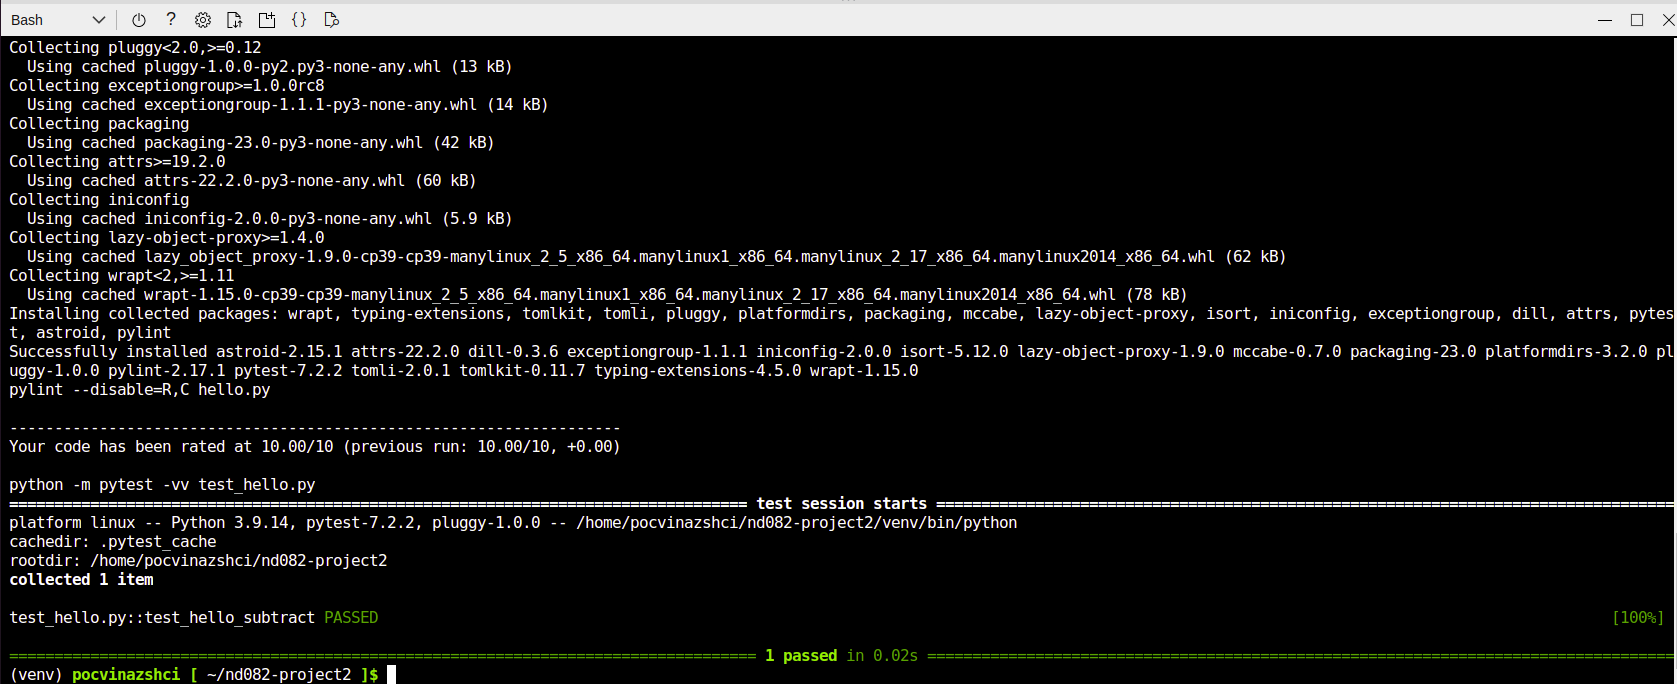 Bash
Collecting pluggy<2.0,>=0.12
  Using cached pluggy-1.0.0-py2.py3-none-any.whl (13 kB)
Collecting exceptiongroup>=1.0.0rc8
  Using cached exceptiongroup-1.1.1-py3-none-any.whl (14 kB)
Collecting packaging
  Using cached packaging-23.0-py3-none-any.whl (42 kB)
Collecting attrs>=19.2.0
  Using cached attrs-22.2.0-py3-none-any.whl (60 kB)
Collecting iniconfig
  Using cached iniconfig-2.0.0-py3-none-any.whl (5.9 kB)
Collecting lazy-object-proxy>=1.4.0
  Using cached lazy_object_proxy-1.9.0-cp39-cp39-manylinux_2_5_x86_64.manylinux1_x86_64.manylinux_2_17_x86_64.manylinux2014_x86_64.whl (62 kB)
Collecting wrapt<2,>=1.11
  Using cached wrapt-1.15.0-cp39-cp39-manylinux_2_5_x86_64.manylinux1_x86_64.manylinux_2_17_x86_64.manylinux2014_x86_64.whl (78 kB)
Installing collected packages: wrapt, typing-extensions, tomlkit, tomli, pluggy, platformdirs, packaging, mccabe, lazy-object-proxy, isort, iniconfig, exceptiongroup, dill, attrs, pytes
t, astroid, pylint
Successfully installed astroid-2.15.1 attrs-22.2.0 dill-0.3.6 exceptiongroup-1.1.1 iniconfig-2.0.0 isort-5.12.0 lazy-object-proxy-1.9.0 mccabe-0.7.0 packaging-23.0 platformdirs-3.2.0 pl
uggy-1.0.0 pylint-2.17.1 pytest-7.2.2 tomli-2.0.1 tomlkit-0.11.7 typing-extensions-4.5.0 wrapt-1.15.0
pylint --disable=R,C hello.py
--------------------------------------------------------------------
Your code has been rated at 10.00/10 (previous run: 10.00/10, +0.00)
python -m pytest -vv test_hello.py
================================================================================== test session starts ==================================================================================
platform linux -- Python 3.9.14, pytest-7.2.2, pluggy-1.0.0 -- /home/pocvinazshci/nd082-project2/venv/bin/python
cachedir: .pytest_cache
rootdir: /home/pocvinazshci/nd082-project2
collected 1 item
test_hello.py::test_hello_subtract PASSED [100%]
=================================================================================== 1 passed in 0.02s ===================================================================================
(venv) pocvinazshci [ ~/nd082-project2 ]$